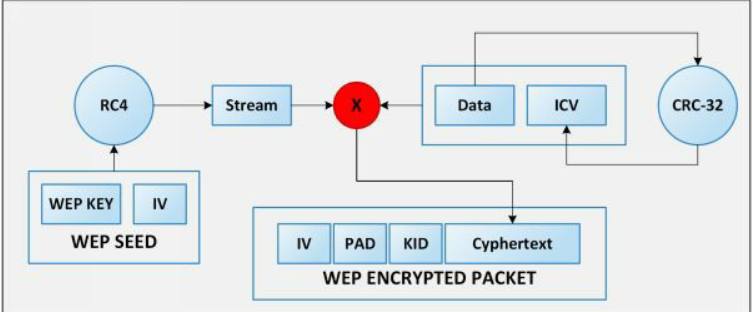 RC4
Stream
X
Data
ICV
CRC-32
WEP KEY
IV
WEP SEED
IV
PAD
KID
Cyphertext
WEP ENCRYPTED PACKET